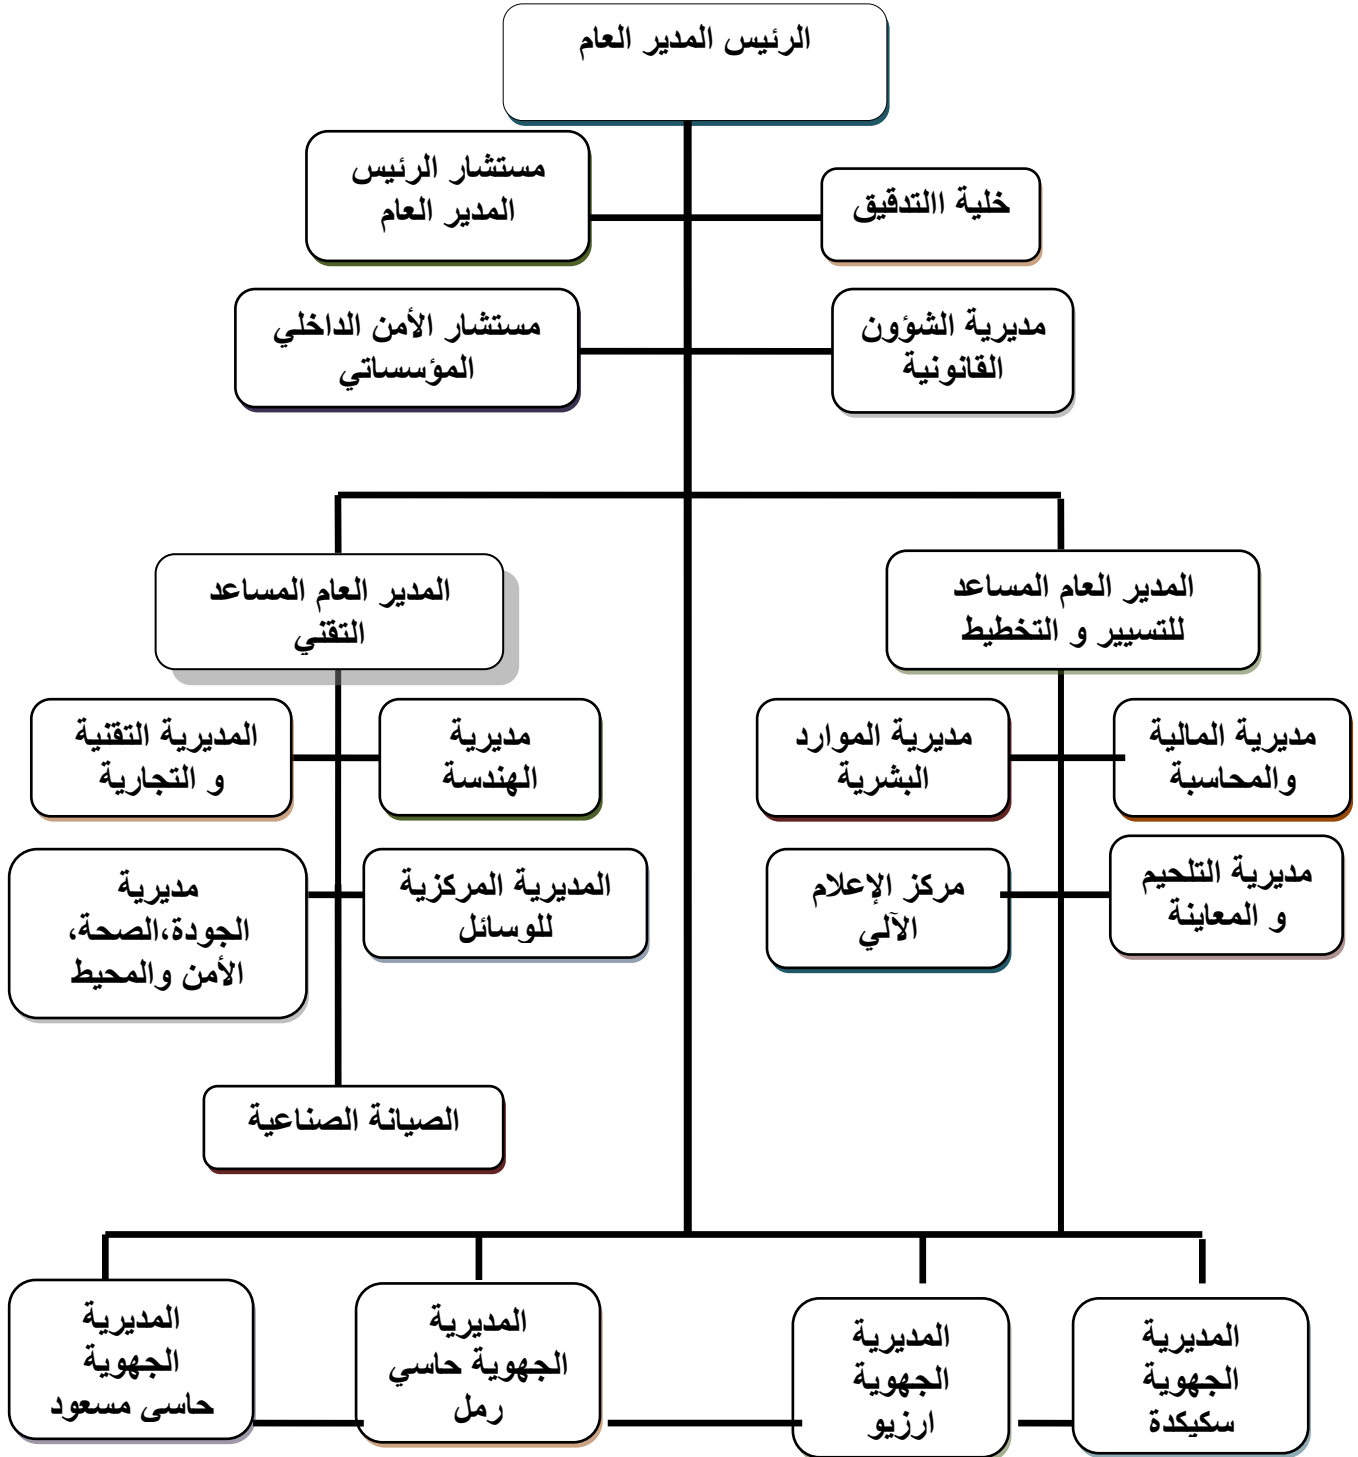 الرئيس المدير العام
خلية االتدقيق
مستشار الرئيس
المدير العام
مديرية الشؤون
القانونية
مستشار الأمن الداخلي
المؤسساتي
المدير العام المساعد
للتسيير و التخطيط
المدير العام المساعد
التقني
مديرية المالية
والمحاسبة
مديرية الموارد
البشرية
مديرية
الهندسة
المديرية التقنية
و التجارية
مديرية التلحيم
و المعاينة
مركز الإعلام
الآلي
المديرية المركزية
للوسائل
مديرية
الجودة،الصحة،
الأمن والمحيط
الصيانة الصناعية
المديرية
الجهوية
سكيكدة
المديرية
الجهوية
ارزيو
المديرية
الجهوية حاسي
رمل
المديرية
الجهوية
حاسي مسعود